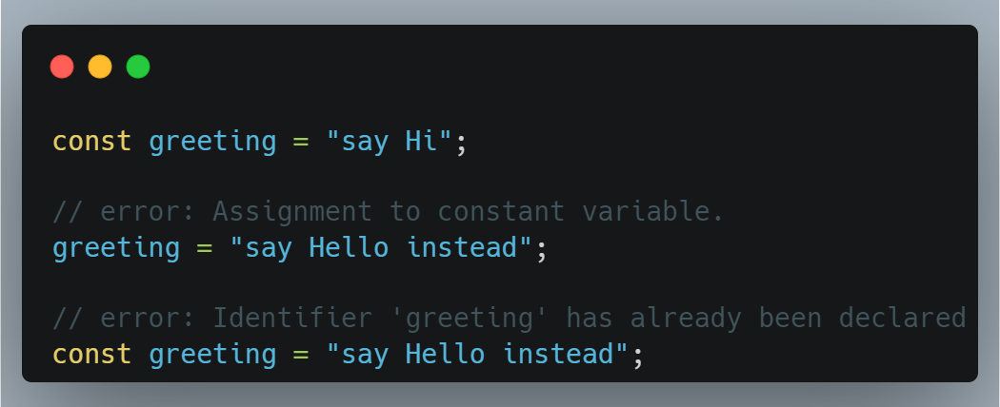 const greeting = "say Hi";
// error: Assignment to constant variable.
greeting = "say Hello instead";
// error: Identifier 'greeting' has already been declared
const greeting = "say Hello instead";